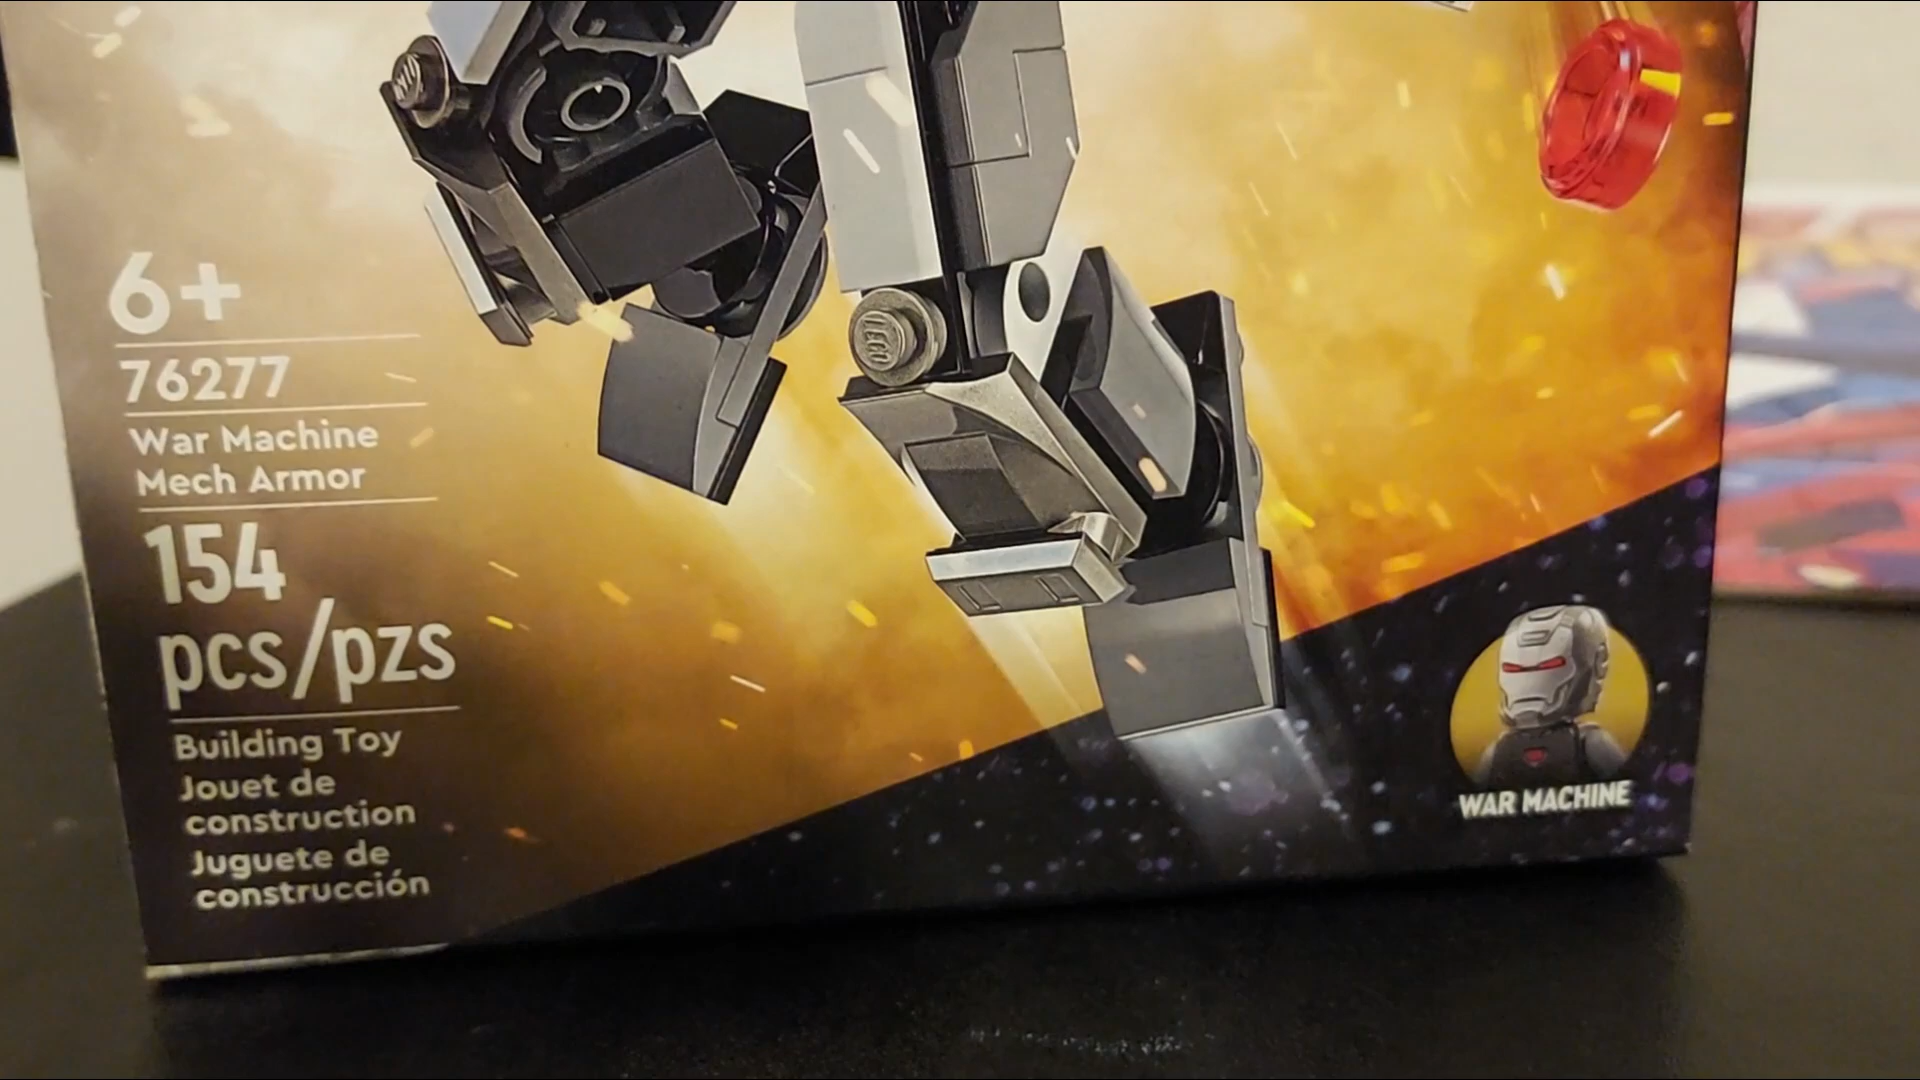 6+
76277
War Machine
Mech Armor
154
pcs/pzs
Building Toy
Jouet de
construction
Juguete de
construcción
LEGO
WAR MACHINE